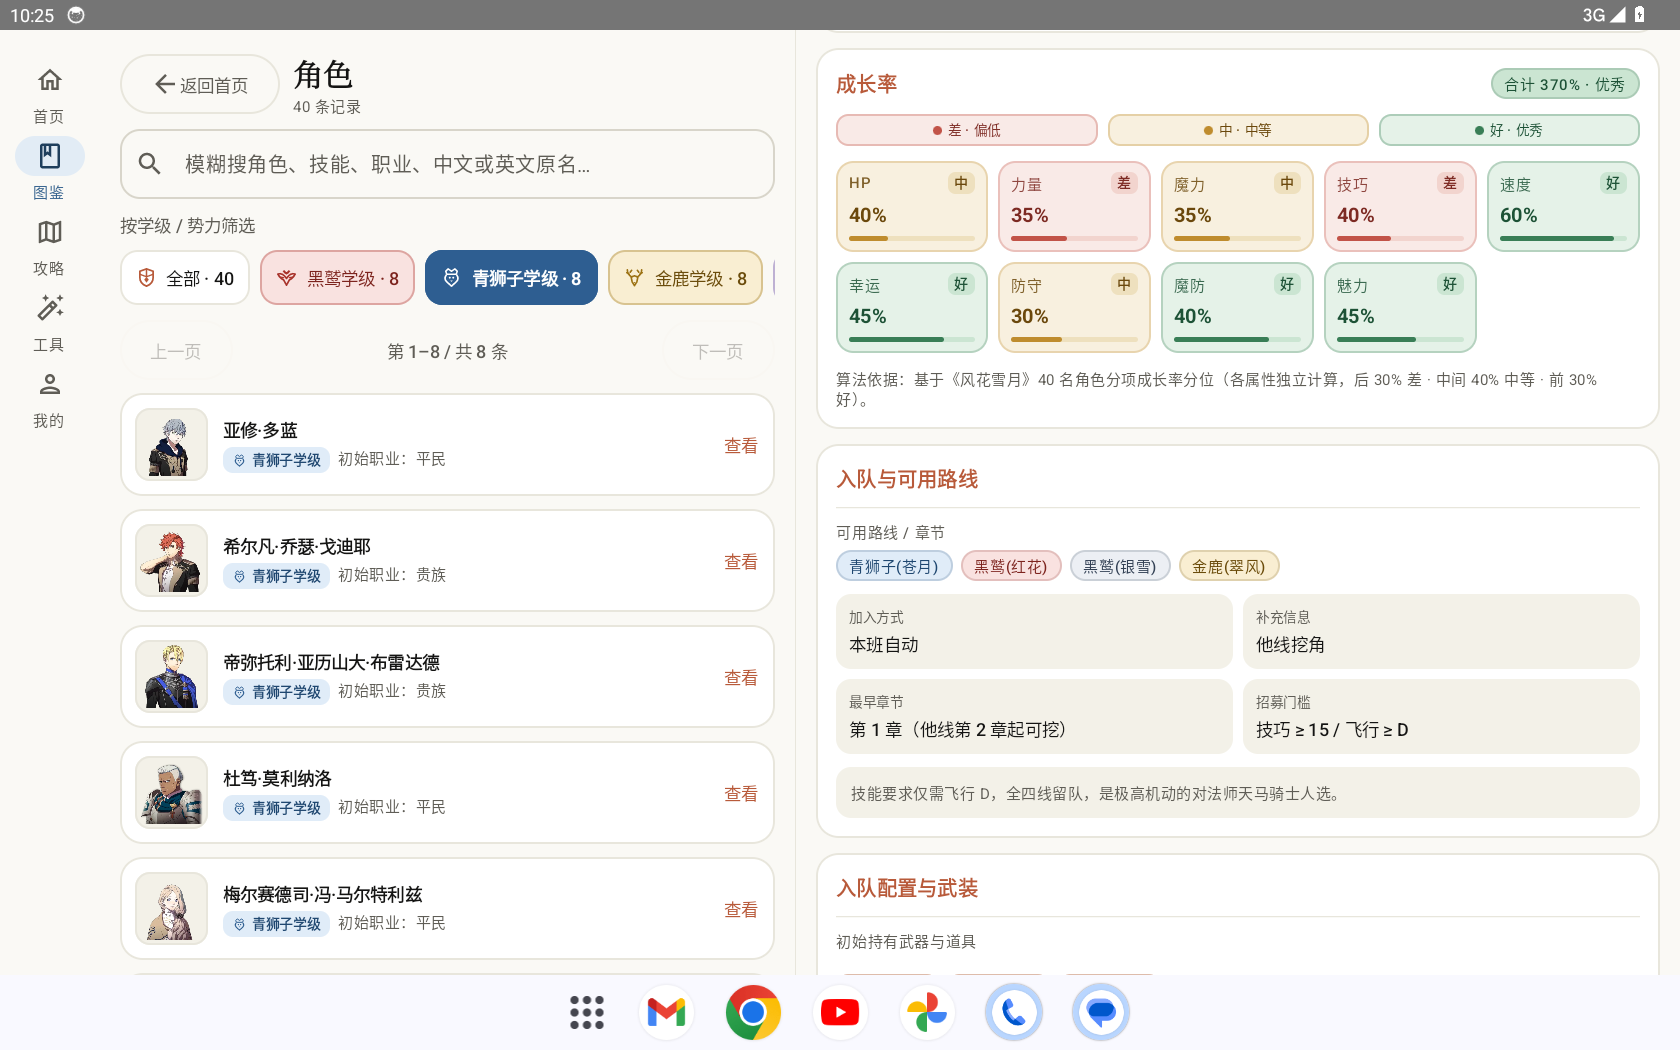 10:25
3G
首页
图鉴
攻略
工具
我的
返回首页
角色
40 条记录
模糊搜角色、技能、职业、中文或英文原名...
按学级 / 势力筛选
全部 · 40
黑鹫学级 · 8
青狮子学级 · 8
金鹿学级 · 8
上一页
第 1–8 / 共 8 条
下一页
亚修·多蓝
青狮子学级
初始职业：平民
查看
希尔凡·乔瑟·戈迪耶
青狮子学级
初始职业：贵族
查看
帝弥托利·亚历山大·布雷达德
青狮子学级
初始职业：贵族
查看
杜笃·莫利纳洛
青狮子学级
初始职业：平民
查看
梅尔赛德司·冯·马尔特利兹
青狮子学级
初始职业：平民
查看
成长率
合计 370% · 优秀
差 · 偏低
中 · 中等
好 · 优秀
HP
中
40%
力量
差
35%
魔力
中
35%
技巧
差
40%
速度
好
60%
幸运
好
45%
防守
中
30%
魔防
好
40%
魅力
好
45%
算法依据：基于《风花雪月》40 名角色分项成长率分位（各属性独立计算，后 30% 差 · 中间 40% 中等 · 前 30%
好）。
入队与可用路线
可用路线 / 章节
青狮子(苍月)
黑鹫(红花)
黑鹫(银雪)
金鹿(翠风)
加入方式
本班自动
补充信息
他线挖角
最早章节
第 1 章（他线第 2 章起可挖）
招募门槛
技巧 ≥ 15 / 飞行 ≥ D
技能要求仅需飞行 D，全四线留队，是极高机动的对法师天马骑士人选。
入队配置与武装
初始持有武器与道具